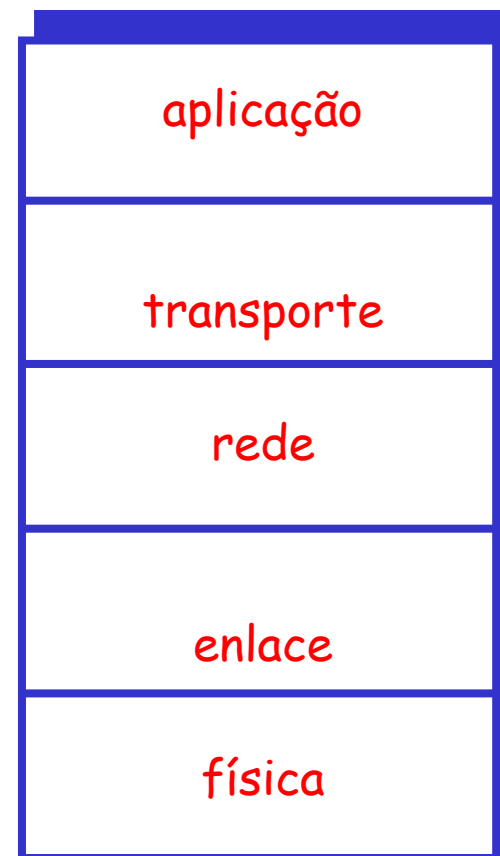 aplicação
transporte
rede
enlace
física